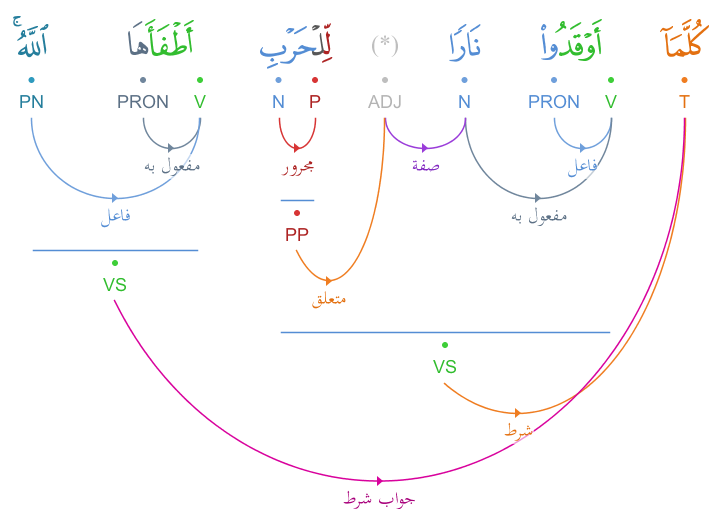 كُلَّمَآ أَوْقَدُوا۟ نَارًا (*) لِّلْحَرْبِ أَطْفَأَهَا ٱللَّهُ ۚ
T V PRON N ADJ P N V PRON PN
فاعل صفة مجرور مفعول به
مفعول به فاعل
PP
VS
متعلق
VS
شرط
جواب شرط